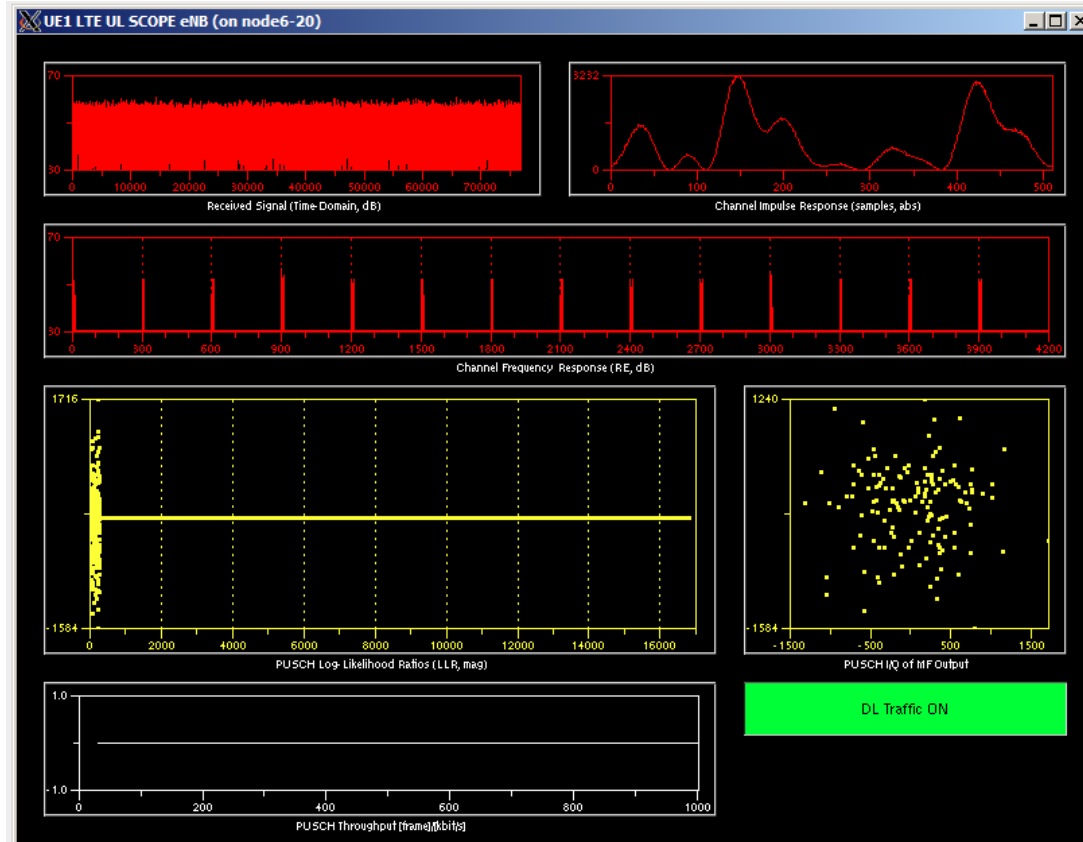 UE1 LTE UL SCOPE eNB (on node6-20)
70
30
0 10000 20000 30000 40000 50000 60000 70000
Received Signal (Time-Domain, dB)
3232
0
0 100 200 300 400 500
Channel Impulse Response (samples, abs)
70
30
0 300 600 900 1200 1500 1800 2100 2400 2700 3000 3300 3600 3900 4200
Channel Frequency Response (RE, dB)
1716
-1584
0 2000 4000 6000 8000 10000 12000 14000 16000
PUSCH Log-Likelihood Ratios (LLR, mag)
1240
-1584
-1500 -500 500 1500
PUSCH I/Q of MF Output
DL Traffic ON
1.0
-1.0
0 200 400 600 800 1000
PUSCH Throughput [frame]/[kbit/s]